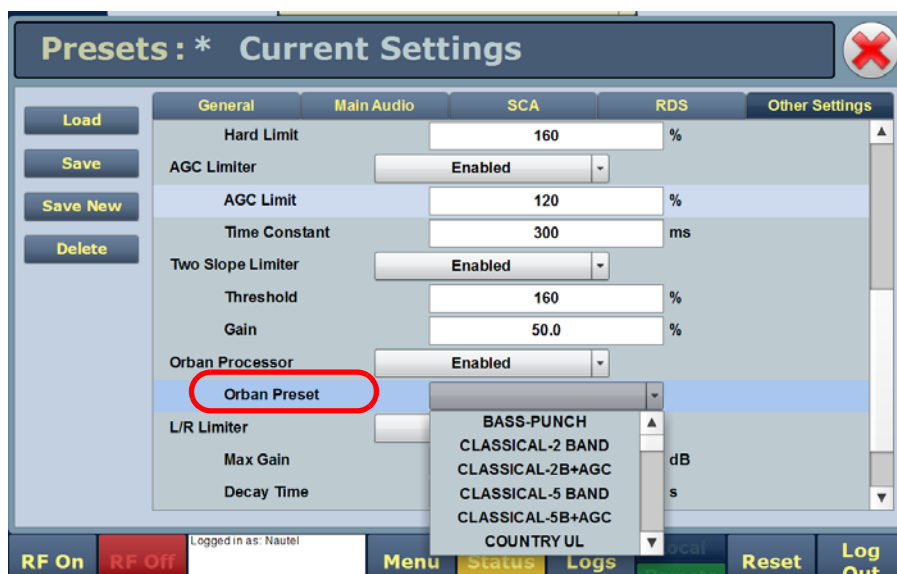 Presets:* Current Settings
General Main Audio SCA RDS Other Settings
Load
Save
Save New
Delete
Hard Limit 160 %
AGC Limiter Enabled
AGC Limit 120 %
Time Constant 300 ms
Two Slope Limiter Enabled
Threshold 160 %
Gain 50.0 %
Orban Processor Enabled
Orban Preset
BASS-PUNCH
L/R Limiter
CLASSICAL-2 BAND
Max Gain dB
CLASSICAL-2B+AGC
Decay Time s
CLASSICAL-5 BAND
CLASSICAL-5B+AGC
COUNTRY UL
Logged in as: Nautel
RF On RF Off Menu Status Logs Reset Log Out